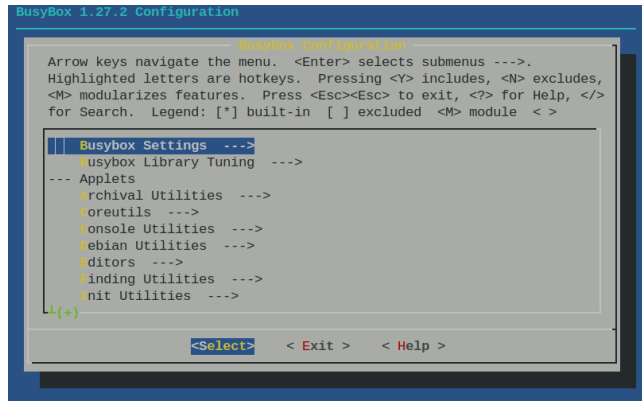 BusyBox 1.27.2 Configuration
Busybox Configuration
Arrow keys navigate the menu. <Enter> selects submenus --->.
Highlighted letters are hotkeys. Pressing <Y> includes, <N> excludes,
<M> modularizes features. Press <Esc><Esc> to exit, <?> for Help, </>
for Search. Legend: [*] built-in [ ] excluded <M> module < >
Busybox Settings --->
Busybox Library Tuning --->
--- Applets
Archival Utilities --->
Coreutils --->
Console Utilities --->
Debian Utilities --->
Editors --->
Finding Utilities --->
Init Utilities --->
(+)
<Select> < Exit > < Help >